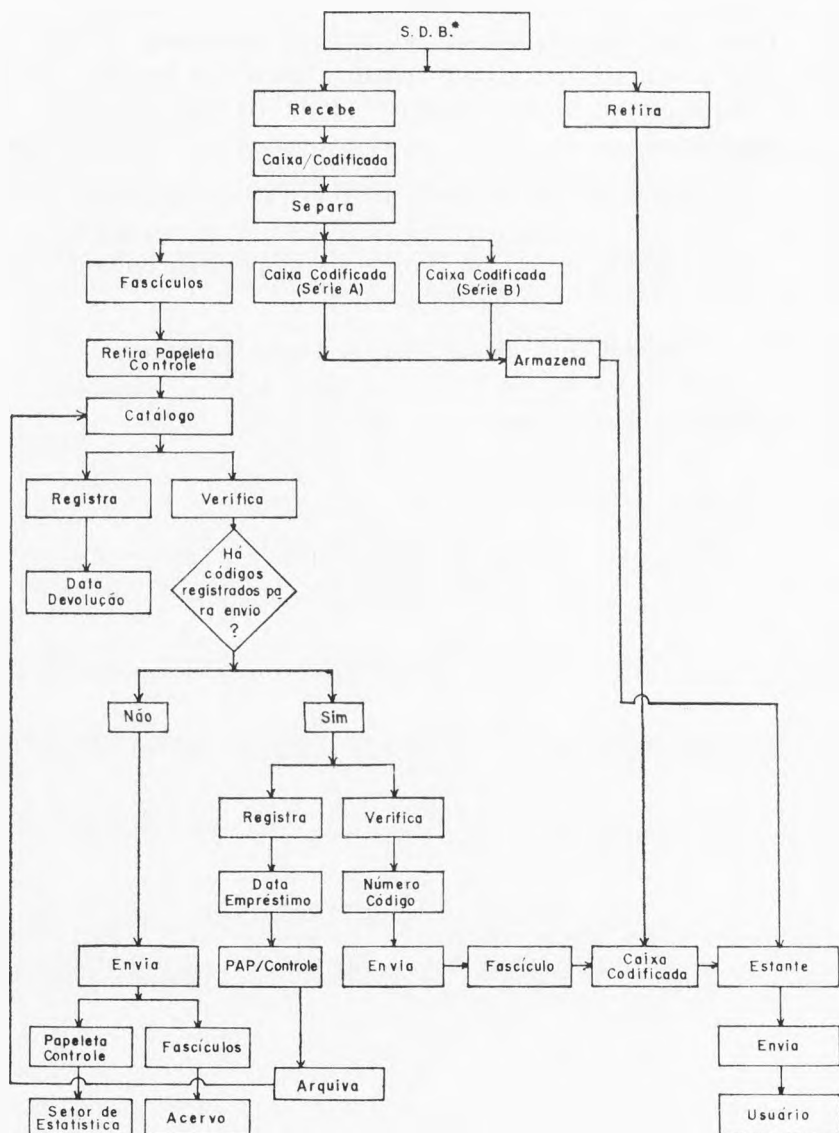 S. D. B.*
Recebe
Retira
Caixa/Codificada
Separa
Fascículos
Caixa Codificada
(Série A)
Caixa Codificada
(Série B)
Retira Papeleta
Controle
Armazena
Catálogo
Registra
Verifica
Data
Devolução
Há
códigos
registrados pa
ra envio
?
Não
Sim
Registra
Verifica
Data
Empréstimo
Número
Código
Envia
PAP/Controle
Envia
Fascículo
Caixa
Codificada
Estante
Papeleta
Controle
Fascículos
Arquiva
Envia
Setor de
Estatística
Acervo
Usuário